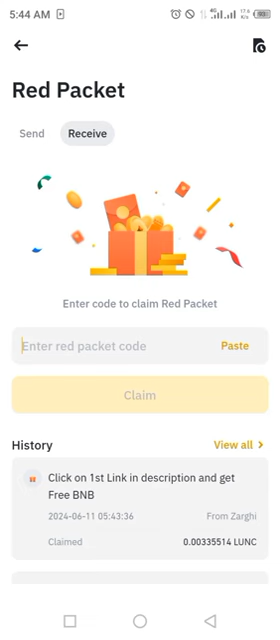 5:44 AM
Red Packet
Send
Receive
Enter code to claim Red Packet
Enter red packet code
Paste
Claim
History
View all
Click on 1st Link in description and get
Free BNB
2024-06-11 05:43:36
From Zarghi
Claimed
0.00335514 LUNC